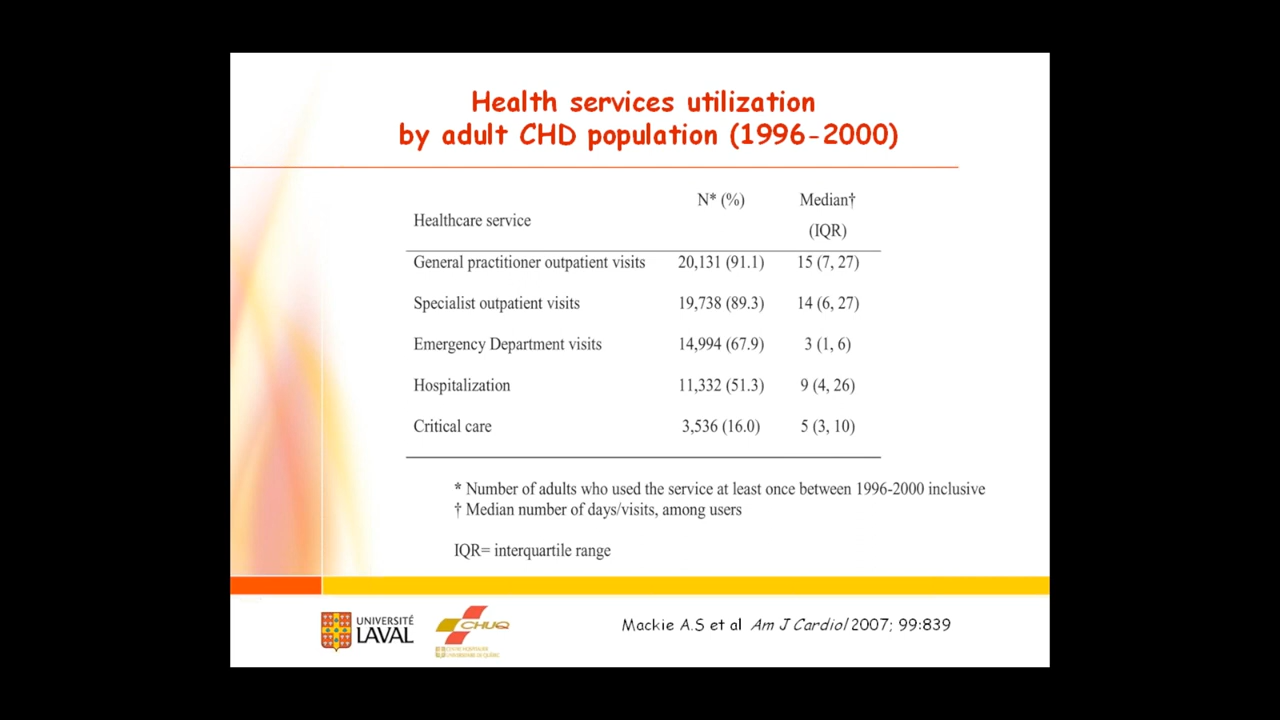 Health services utilization
by adult CHD population (1996-2000)
N* (%) Median†
Healthcare service
(IQR)
General practitioner outpatient visits 20,131 (91.1) 15 (7, 27)
Specialist outpatient visits 19,738 (89.3) 14 (6, 27)
Emergency Department visits 14,994 (67.9) 3 (1, 6)
Hospitalization 11,332 (51.3) 9 (4, 26)
Critical care 3,536 (16.0) 5 (3, 10)
* Number of adults who used the service at least once between 1996-2000 inclusive
† Median number of days/visits, among users
IQR= interquartile range
UNIVERSITÉ
LAVAL
CHUQ
CENTRE HOSPITALIER
UNIVERSITAIRE DE QUÉBEC
Mackie A.S et al Am J Cardiol 2007; 99:839